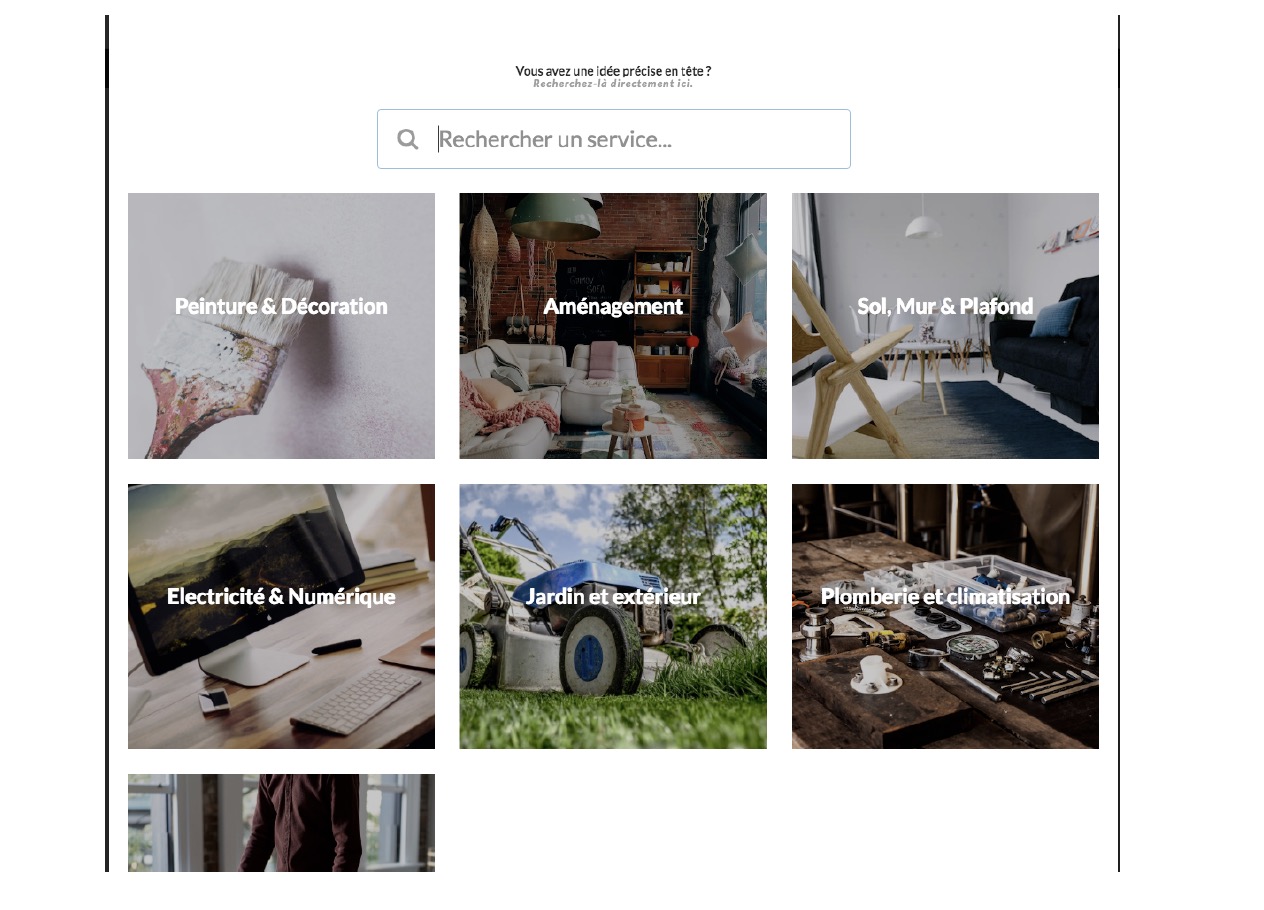 Vous avez une idée précise en tête ?
Recherchez-là directement ici.
Rechercher un service...
Peinture & Décoration
Aménagement
Sol, Mur & Plafond
Electricité & Numérique
Jardin et extérieur
Plomberie et climatisation